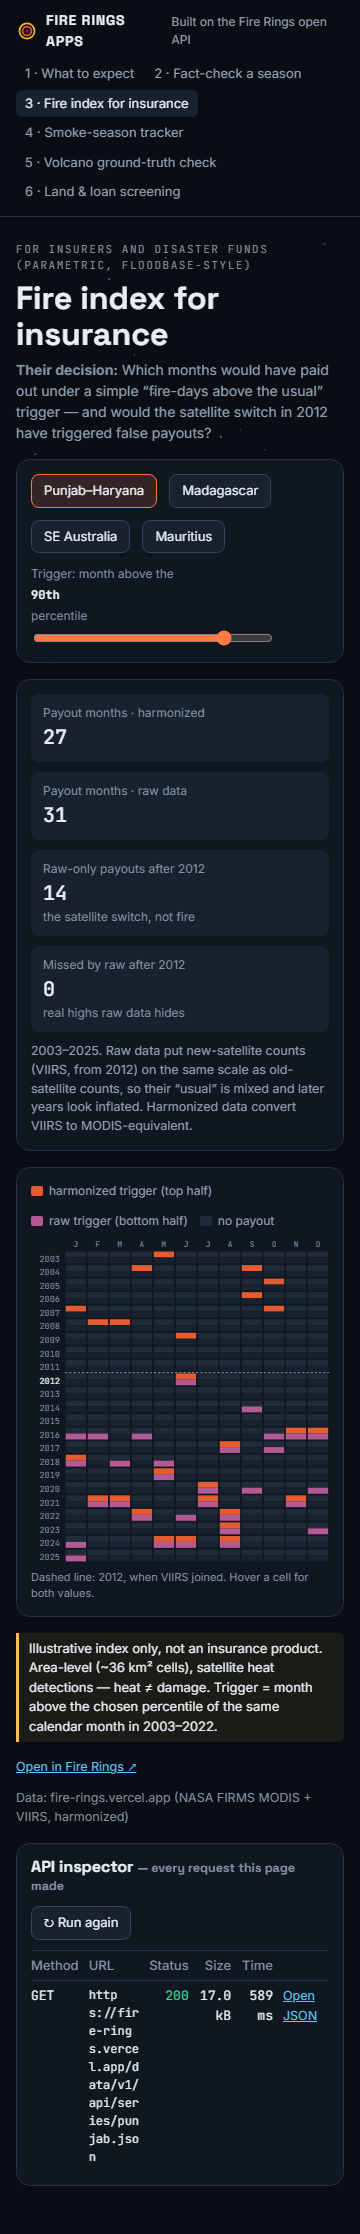 FIRE RINGS
APPS
Built on the Fire Rings open
API
1 · What to expect
2 · Fact-check a season
3 · Fire index for insurance
4 · Smoke-season tracker
5 · Volcano ground-truth check
6 · Land & loan screening
FOR INSURERS AND DISASTER FUNDS
(PARAMETRIC, FLOODBASE-STYLE)
Fire index for
insurance
Their decision: Which months would have paid
out under a simple “fire-days above the usual”
trigger — and would the satellite switch in 2012
have triggered false payouts?
Punjab–Haryana
Madagascar
SE Australia
Mauritius
Trigger: month above the
90th
percentile
Payout months · harmonized
27
Payout months · raw data
31
Raw-only payouts after 2012
14
the satellite switch, not fire
Missed by raw after 2012
0
real highs raw data hides
2003–2025. Raw data put new-satellite counts
(VIIRS, from 2012) on the same scale as old-
satellite counts, so their “usual” is mixed and later
years look inflated. Harmonized data convert
VIIRS to MODIS-equivalent.
harmonized trigger (top half)
raw trigger (bottom half)
no payout
J F M A M J J A S O N D
2003
2004
2005
2006
2007
2008
2009
2010
2011
2012
2013
2014
2015
2016
2017
2018
2019
2020
2021
2022
2023
2024
2025
Dashed line: 2012, when VIIRS joined. Hover a cell for
both values.
Illustrative index only, not an insurance product.
Area-level (~36 km² cells), satellite heat
detections — heat ≠ damage. Trigger = month
above the chosen percentile of the same
calendar month in 2003–2022.
Open in Fire Rings ↗
Data: fire-rings.vercel.app (NASA FIRMS MODIS +
VIIRS, harmonized)
API inspector — every request this page
made
↻ Run again
Method URL Status Size Time
GET http 200 17.0 589 Open
s://fir kB ms JSON
e-ring
s.verce
l.app/d
ata/v1/
api/ser
ies/pun
jab.jso
n